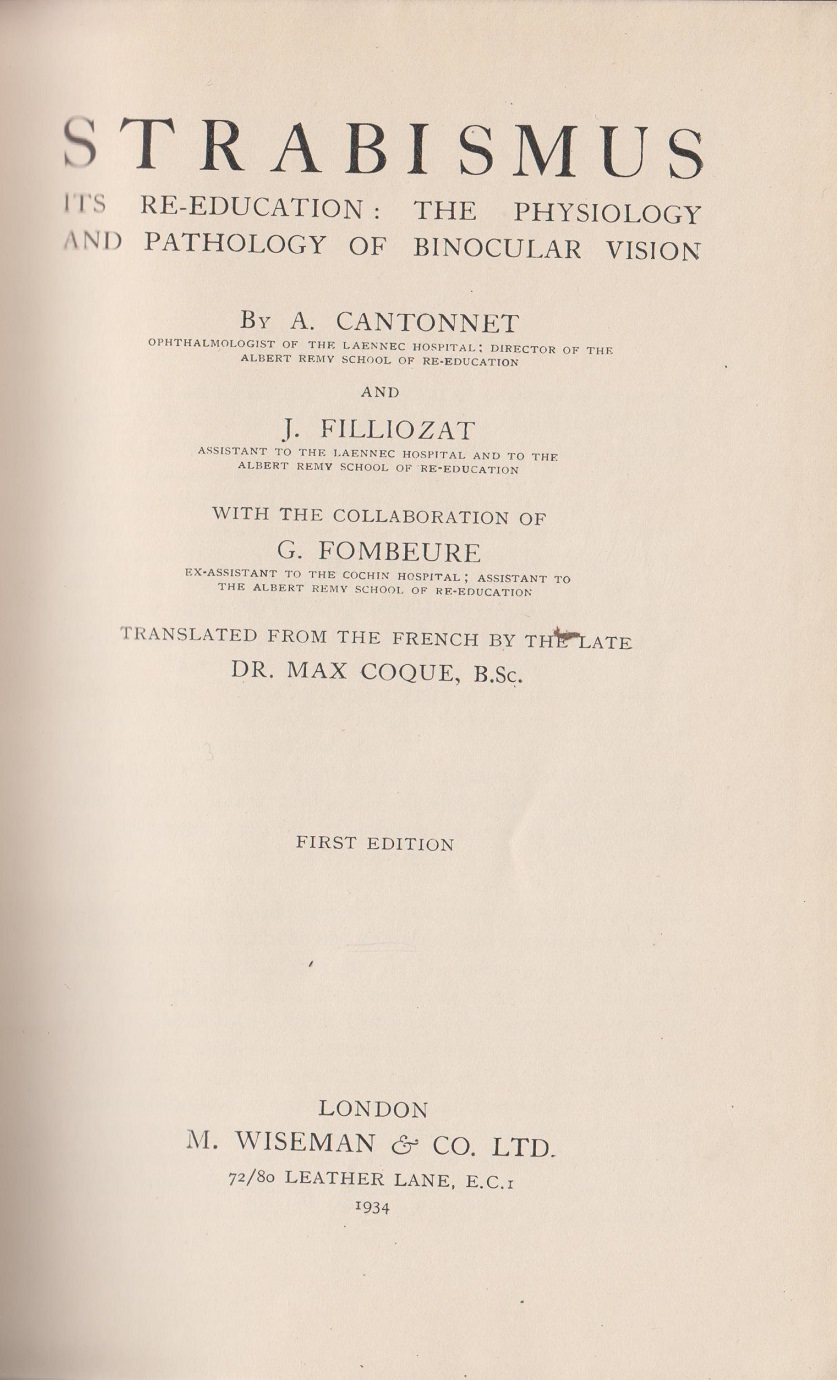 STRABISMUS
ITS RE-EDUCATION: THE PHYSIOLOGY
AND PATHOLOGY OF BINOCULAR VISION
By A. CANTONNET
OPHTHALMOLOGIST OF THE LAENNEC HOSPITAL; DIRECTOR OF THE
ALBERT REMY SCHOOL OF RE-EDUCATION
AND
J. FILLIOZAT
ASSISTANT TO THE LAENNEC HOSPITAL AND TO THE
ALBERT REMY SCHOOL OF RE-EDUCATION
WITH THE COLLABORATION OF
G. FOMBEURE
EX-ASSISTANT TO THE COCHIN HOSPITAL; ASSISTANT TO
THE ALBERT REMY SCHOOL OF RE-EDUCATION
TRANSLATED FROM THE FRENCH BY THE LATE
DR. MAX COQUE, B.Sc.
FIRST EDITION
LONDON
M. WISEMAN & CO. LTD.
72/80 LEATHER LANE, E.C.1
1934